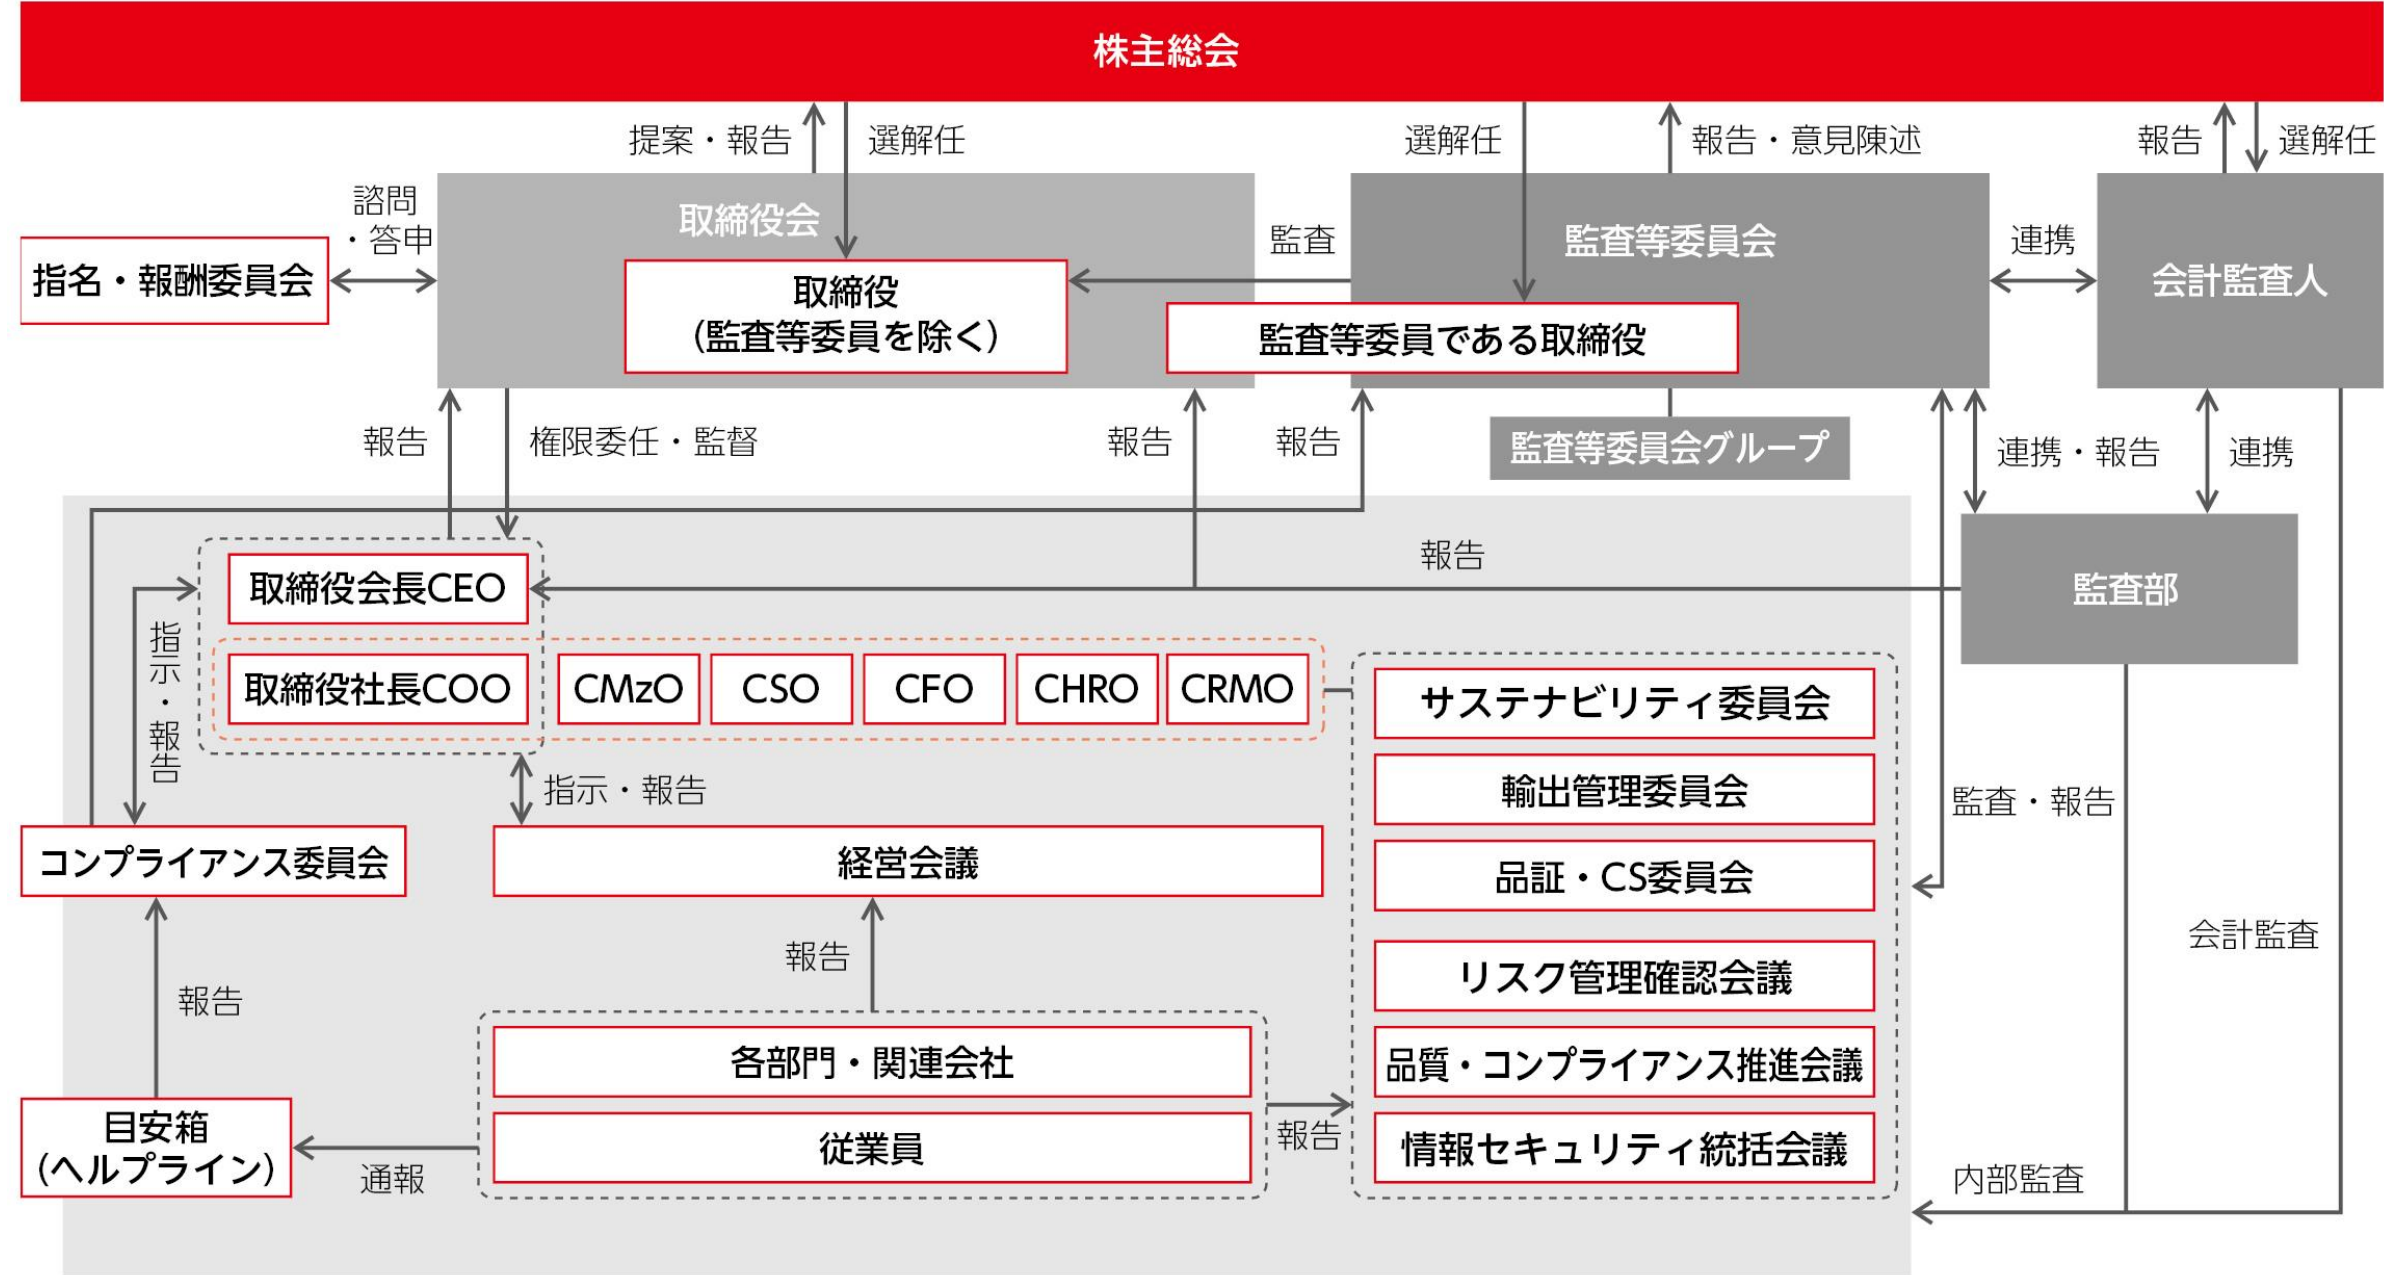 株主総会
提案・報告
選解任
選解任
報告・意見陳述
報告
選解任
諮問
・答申
指名・報酬委員会
取締役会
取締役
（監査等委員を除く）
監査
監査等委員会
監査等委員である取締役
連携
会計監査人
報告
権限委任・監督
報告
報告
監査等委員会グループ
連携・報告
連携
報告
監査部
取締役会長CEO
指示・報告
取締役社長COO
CMzO
CSO
CFO
CHRO
CRMO
サステナビリティ委員会
輸出管理委員会
品証・CS委員会
リスク管理確認会議
品質・コンプライアンス推進会議
情報セキュリティ統括会議
指示・報告
監査・報告
コンプライアンス委員会
経営会議
報告
報告
会計監査
各部門・関連会社
従業員
目安箱
（ヘルプライン）
通報
報告
内部監査